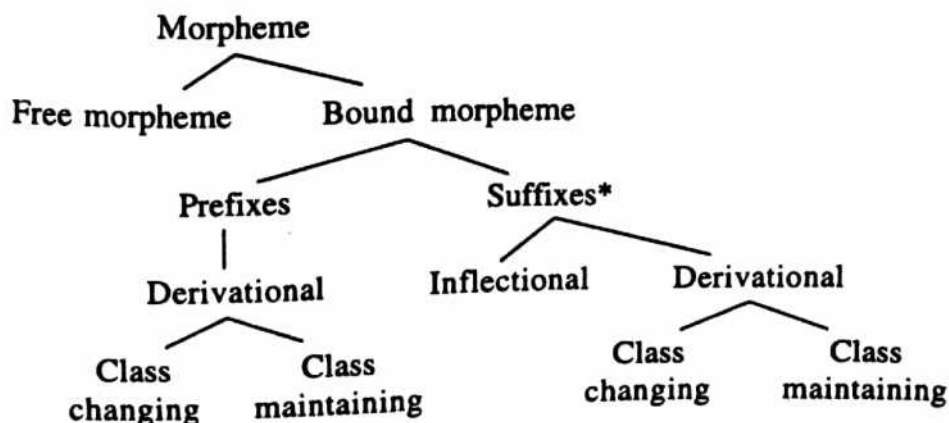 Morpheme
Free morpheme Bound morpheme
Prefixes Suffixes*
Derivational Inflectional Derivational
Class changing Class maintaining Class changing Class maintaining